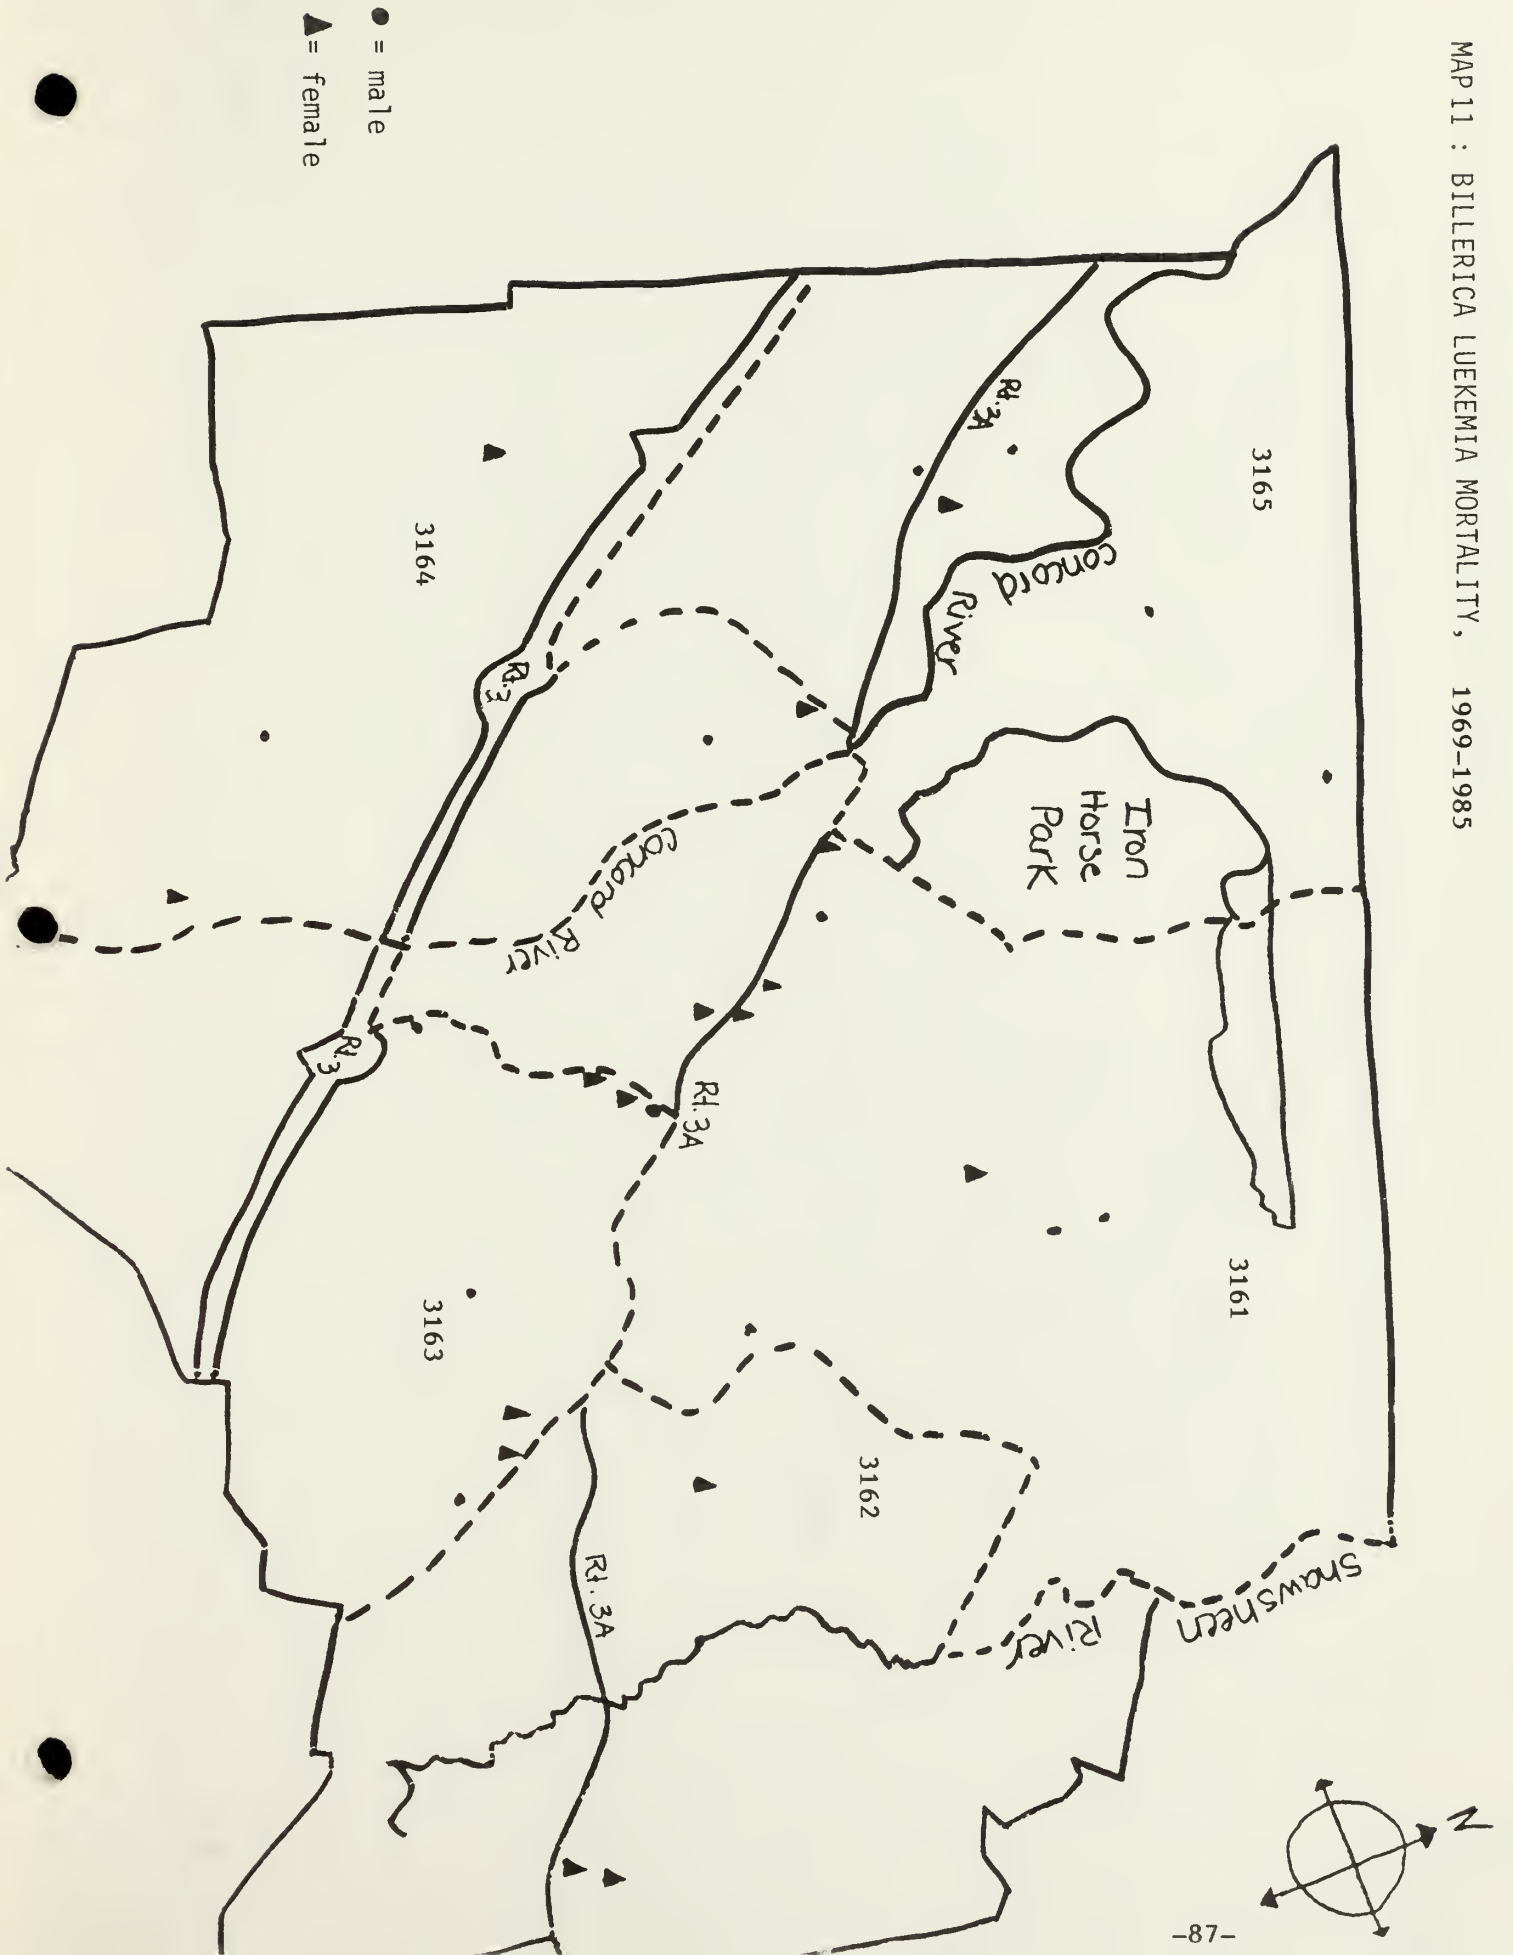 MAP 11 : BILLERICA LUEKEMIA MORTALITY, 1969-1985
N
3165
Rt. 3A
Concord
River
Iron
Horse
Park
3161
Shawsheen
River
3164
Rt. 3
Concord
River
Rt. 3A
3162
Rt. 3
3163
Rt. 3A
● = male
▲ = female
-87-